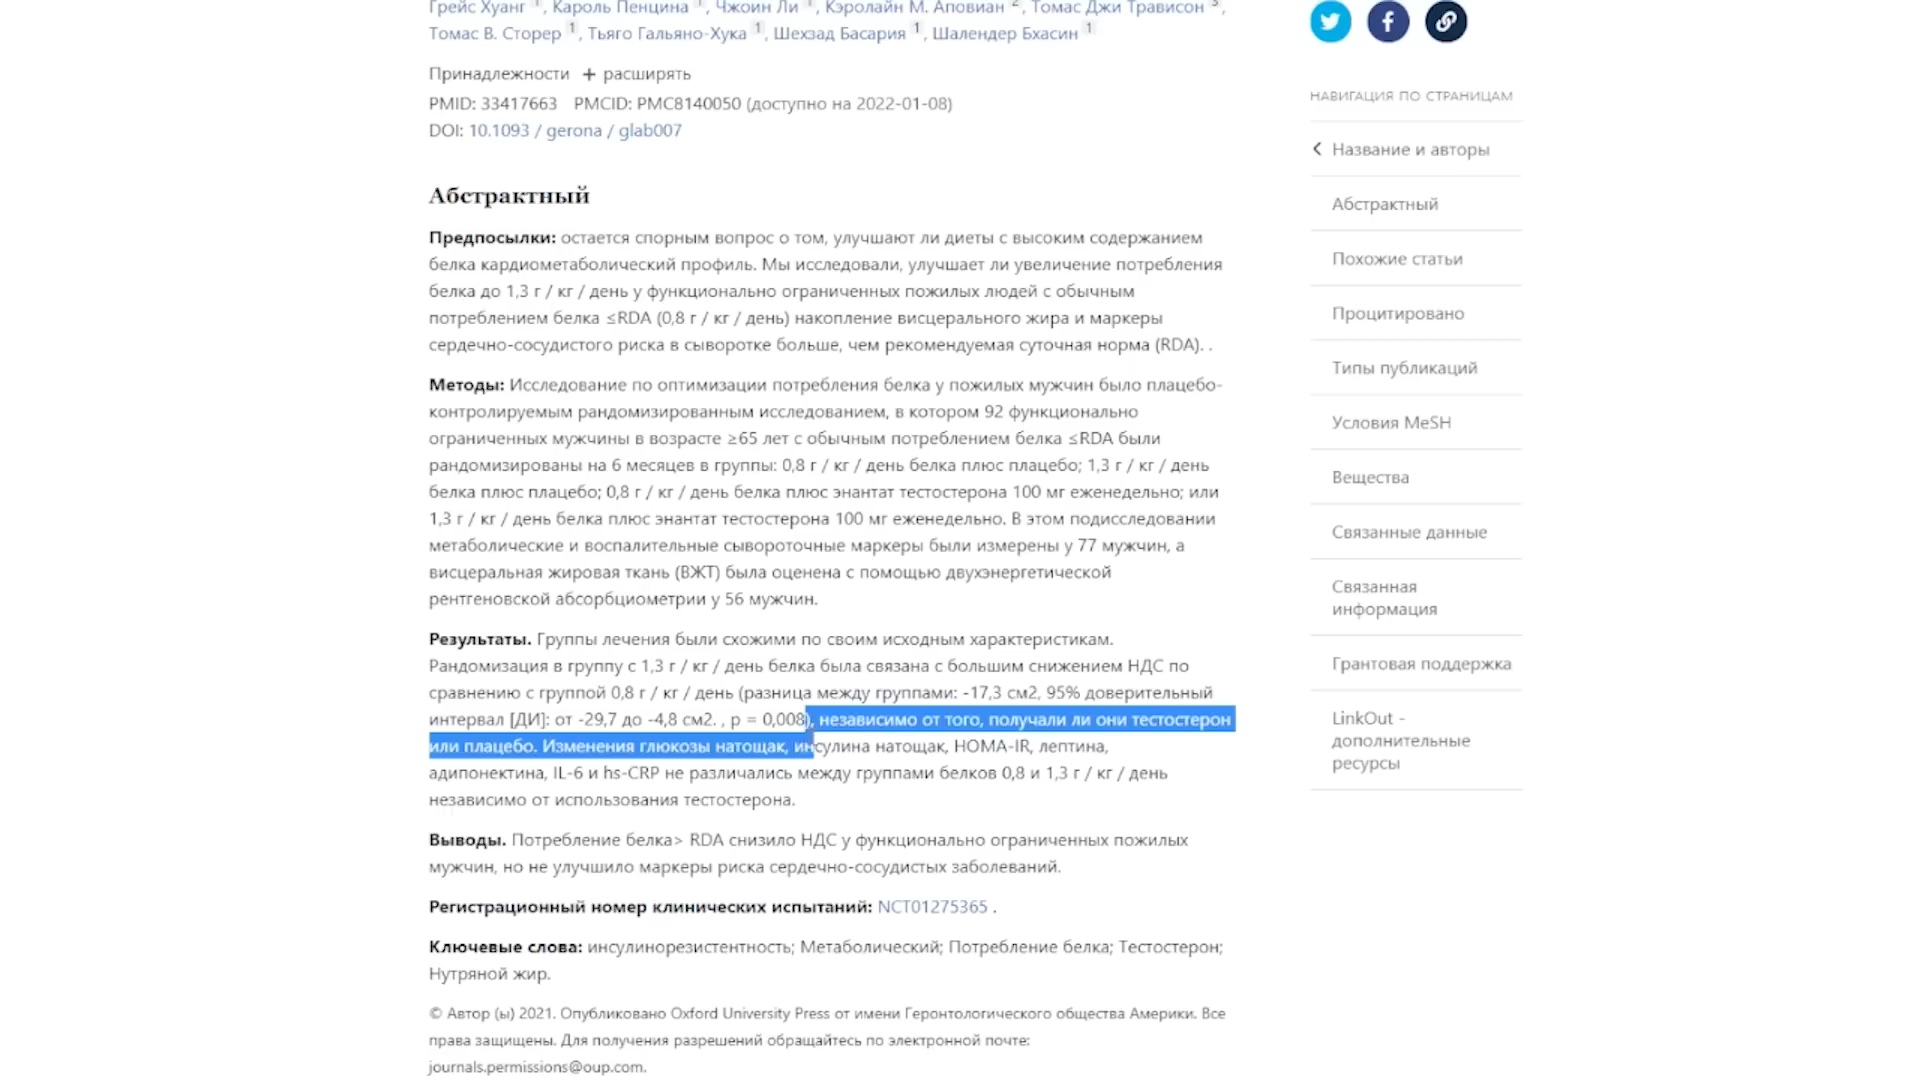 Грейс Хуанг 1, Кароль Пенцина 1, Чжоин Ли 1, Кэролайн М. Аповиан 2, Томас Джи Трависон 3,
Томас В. Сторер 1, Тьяго Гальяно-Хука 1, Шехзад Басария 1, Шалендер Бхасин 1
Принадлежности + расширять
PMID: 33417663 PMCID: PMC8140050 (доступно на 2022-01-08)
DOI: 10.1093 / gerona / glab007
Абстрактный
Предпосылки: остается спорным вопрос о том, улучшают ли диеты с высоким содержанием
белка кардиометаболический профиль. Мы исследовали, улучшает ли увеличение потребления
белка до 1,3 г / кг / день у функционально ограниченных пожилых людей с обычным
потреблением белка ≤RDA (0,8 г / кг / день) накопление висцерального жира и маркеры
сердечно-сосудистого риска в сыворотке больше, чем рекомендуемая суточная норма (RDA). .
Методы: Исследование по оптимизации потребления белка у пожилых мужчин было плацебо-
контролируемым рандомизированным исследованием, в котором 92 функционально
ограниченных мужчины в возрасте ≥65 лет с обычным потреблением белка ≤RDA были
рандомизированы на 6 месяцев в группы: 0,8 г / кг / день белка плюс плацебо; 1,3 г / кг / день
белка плюс плацебо; 0,8 г / кг / день белка плюс энантат тестостерона 100 мг еженедельно; или
1,3 г / кг / день белка плюс энантат тестостерона 100 мг еженедельно. В этом подисследовании
метаболические и воспалительные сывороточные маркеры были измерены у 77 мужчин, а
висцеральная жировая ткань (ВЖТ) была оценена с помощью двухэнергетической
рентгеновской абсорбциометрии у 56 мужчин.
Результаты. Группы лечения были схожими по своим исходным характеристикам.
Рандомизация в группу с 1,3 г / кг / день белка была связана с большим снижением НДС по
сравнению с группой 0,8 г / кг / день (разница между группами: -17,3 см2, 95% доверительный
интервал [ДИ]: от -29,7 до -4,8 см2. , p = 0,008), независимо от того, получали ли они тестостерон
или плацебо. Изменения глюкозы натощак, инсулина натощак, HOMA-IR, лептина,
адипонектина, IL-6 и hs-CRP не различались между группами белков 0,8 и 1,3 г / кг / день
независимо от использования тестостерона.
Выводы. Потребление белка> RDA снизило НДС у функционально ограниченных пожилых
мужчин, но не улучшило маркеры риска сердечно-сосудистых заболеваний.
Регистрационный номер клинических испытаний: NCT01275365 .
Ключевые слова: инсулинорезистентность; Метаболический; Потребление белка; Тестостерон;
Нутряной жир.
© Автор (ы) 2021. Опубликовано Oxford University Press от имени Геронтологического общества Америки. Все
права защищены. Для получения разрешений обращайтесь по электронной почте:
journals.permissions@oup.com.
НАВИГАЦИЯ ПО СТРАНИЦАМ
Название и авторы
Абстрактный
Похожие статьи
Процитировано
Типы публикаций
Условия MeSH
Вещества
Связанные данные
Связанная
информация
Грантовая поддержка
LinkOut -
дополнительные
ресурсы